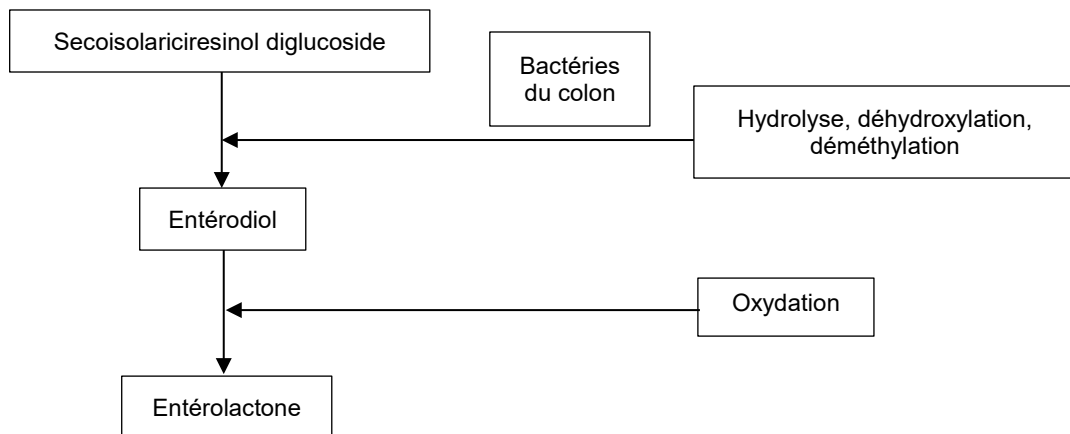 Secoisolariciresinol diglucoside
Bactéries
du colon
Hydrolyse, déhydroxylation,
déméthylation
Entérodiol
Oxydation
Entérolactone